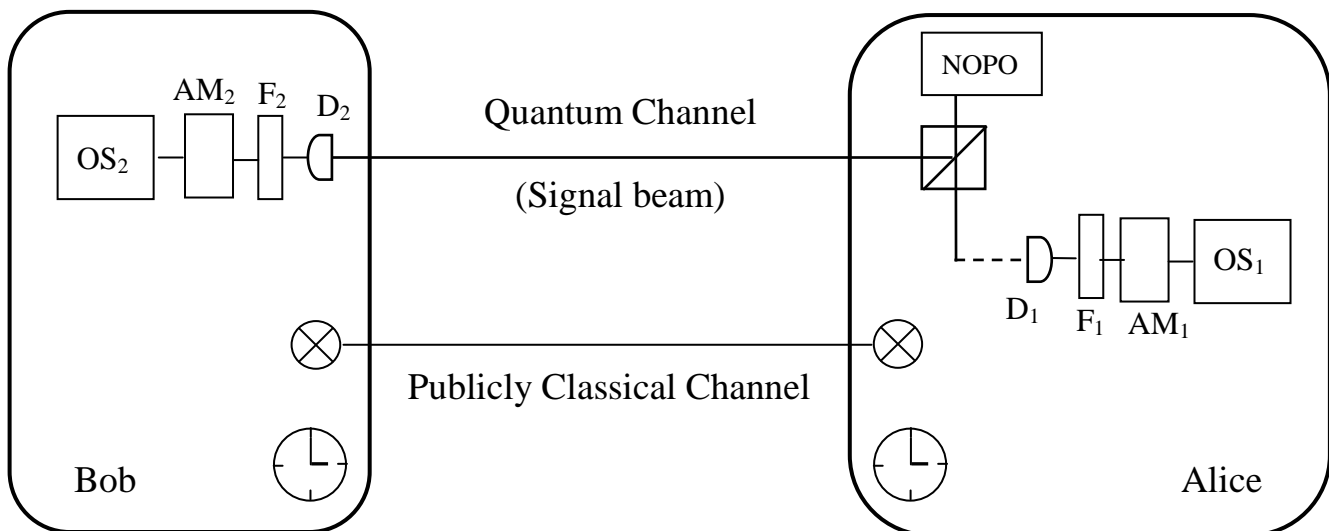 NOPO
AM₂
F₂
D₂
Quantum Channel
OS₂
(Signal beam)
OS₁
D₁
F₁
AM₁
Publicly Classical Channel
Bob
Alice